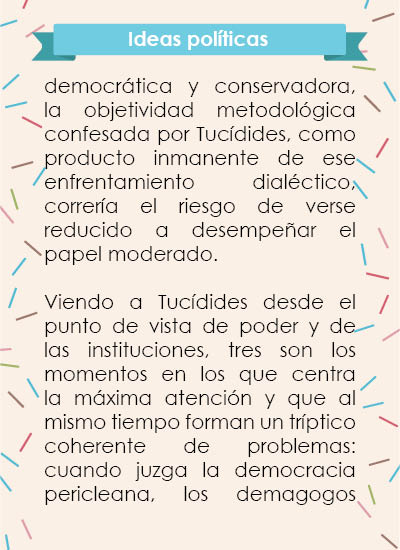 Ideas políticas
democrática y conservadora,
la objetividad metodológica
confesada por Tucídides, como
producto inmanente de ese
enfrentamiento dialéctico,
correría el riesgo de verse
reducido a desempeñar el
papel moderado.
Viendo a Tucídides desde el
punto de vista de poder y de
las instituciones, tres son los
momentos en los que centra
la máxima atención y que al
mismo tiempo forman un tríptico
coherente de problemas:
cuando juzga la democracia
pericleana, los demagogos